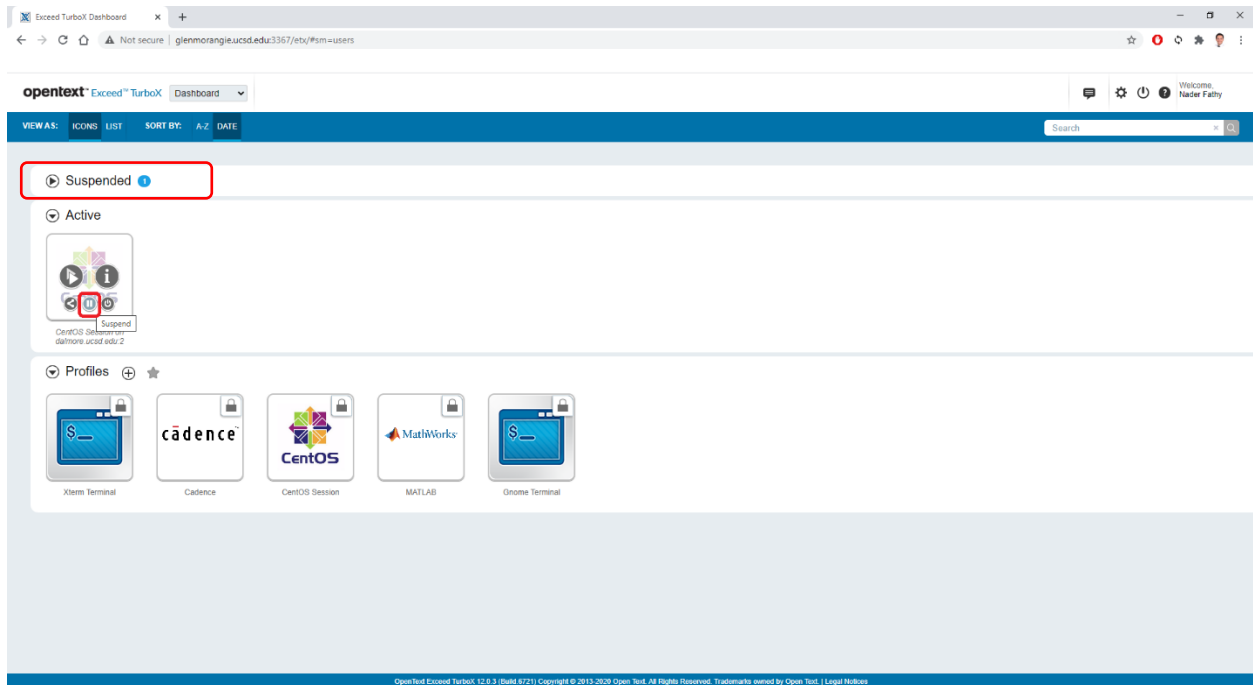 Exceed TurboX Dashboard
Not secure | glenmorangie.ucsd.edu:3367/etx/#sm=users
opentext™ Exceed™ TurboX Dashboard
Welcome,
Nader Fathy
VIEW AS: ICONS LIST SORT BY: A-Z DATE
Search
Suspended 1
Active
Suspend
CentOS Session on
dalmore.ucsd.edu:2
Profiles
$_
cādence
CentOS
MathWorks
$_
Xterm Terminal
Cadence
CentOS Session
MATLAB
Gnome Terminal
OpenText Exceed TurboX 12.0.3 (Build.6721) Copyright © 2013-2020 Open Text. All Rights Reserved. Trademarks owned by Open Text. | Legal Notices